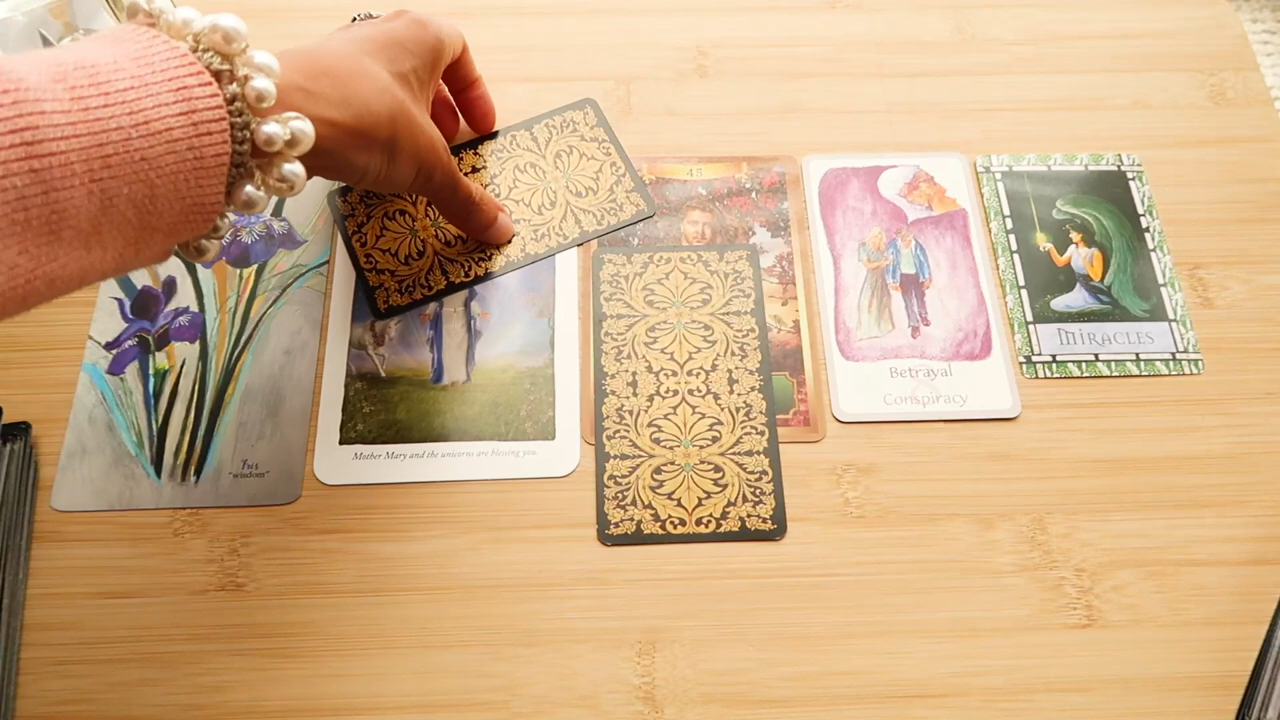 Iris
"wisdom"
Mother Mary and the unicorns are blessing you.
45
Betrayal
Conspiracy
MIRACLES